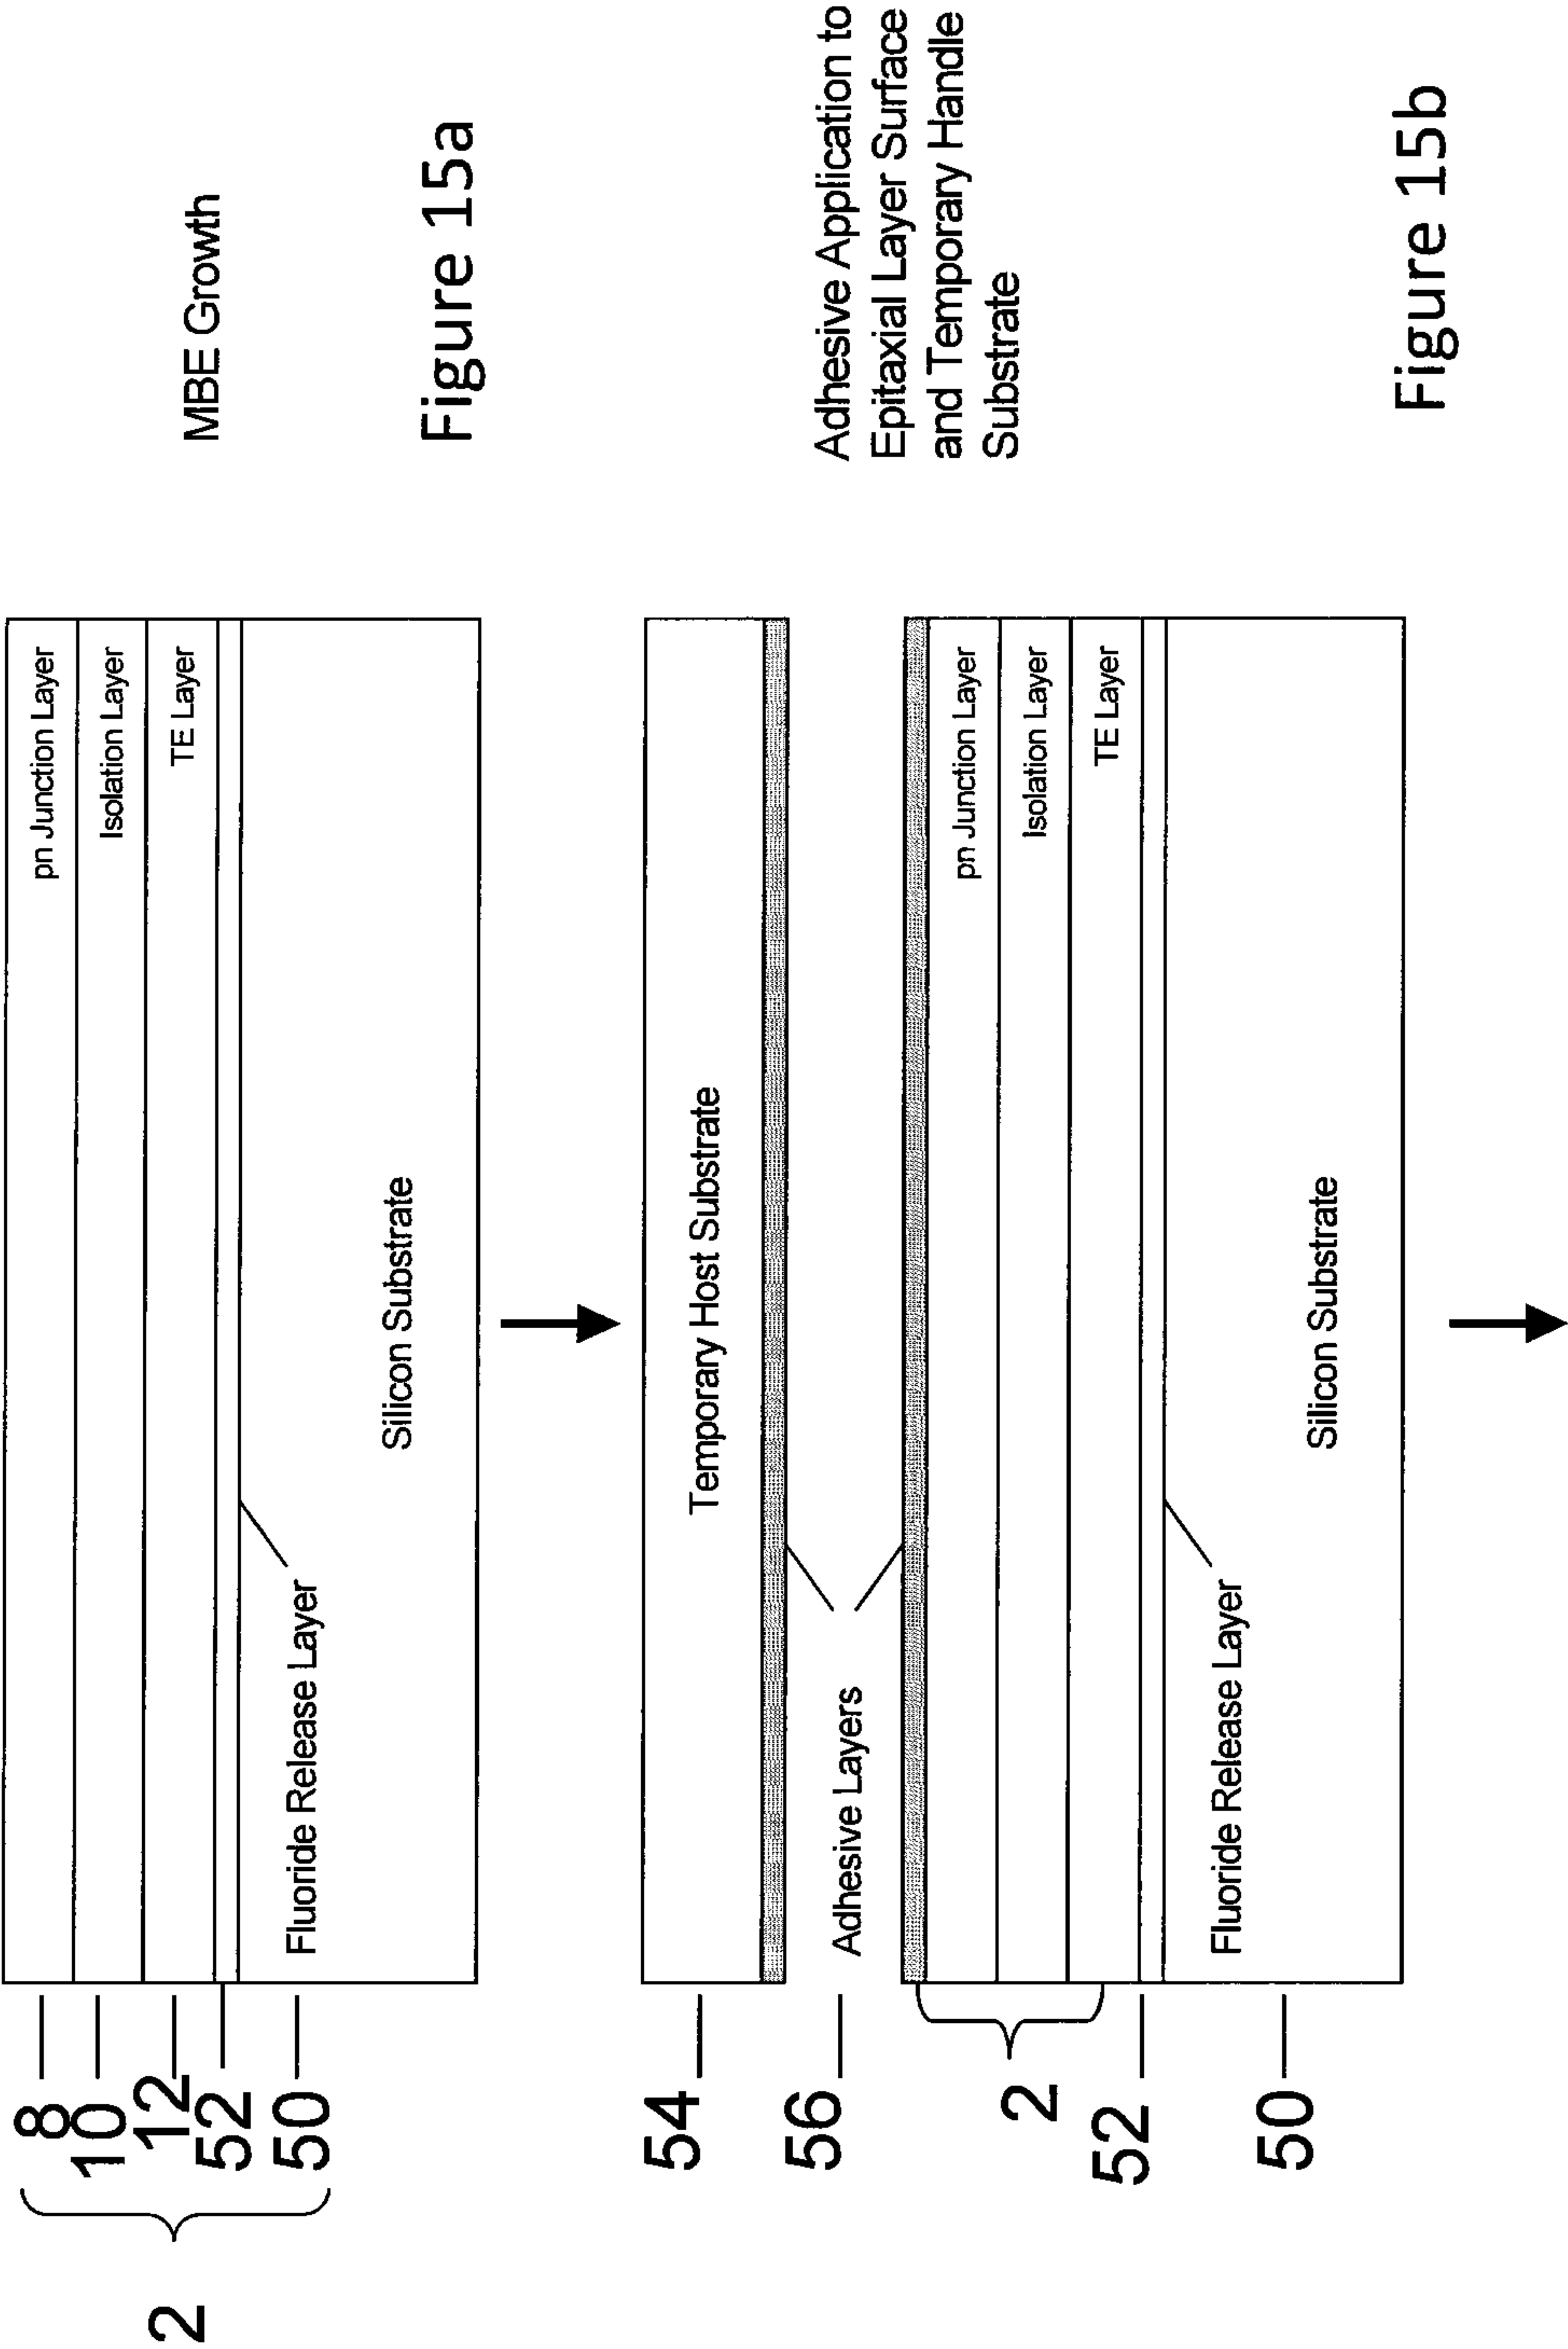 8
10
12
52
50
2
pn Junction Layer
Isolation Layer
TE Layer
Fluoride Release Layer
Silicon Substrate
MBE Growth
Figure 15a
54
56
2
52
50
Temporary Host Substrate
Adhesive Layers
pn Junction Layer
Isolation Layer
TE Layer
Fluoride Release Layer
Silicon Substrate
Adhesive Application to
Epitaxial Layer Surface
and Temporary Handle
Substrate
Figure 15b